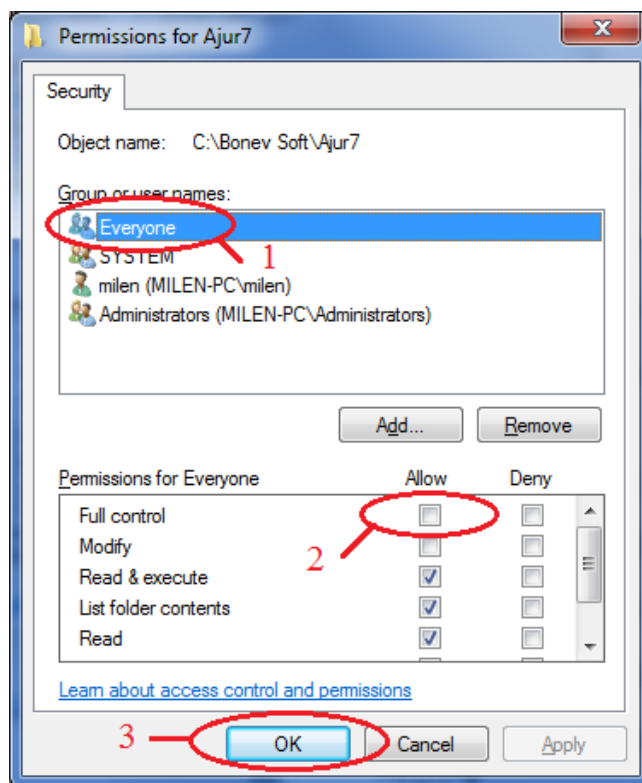 Permissions for Ajur7
Security
Object name: C:\Bonev Soft\Ajur7
Group or user names:
Everyone
1
SYSTEM
milen (MILEN-PC\milen)
Administrators (MILEN-PC\Administrators)
Add... Remove
Permissions for Everyone Allow Deny
Full control
2
Modify
Read & execute
List folder contents
Read
Learn about access control and permissions
3 OK Cancel Apply